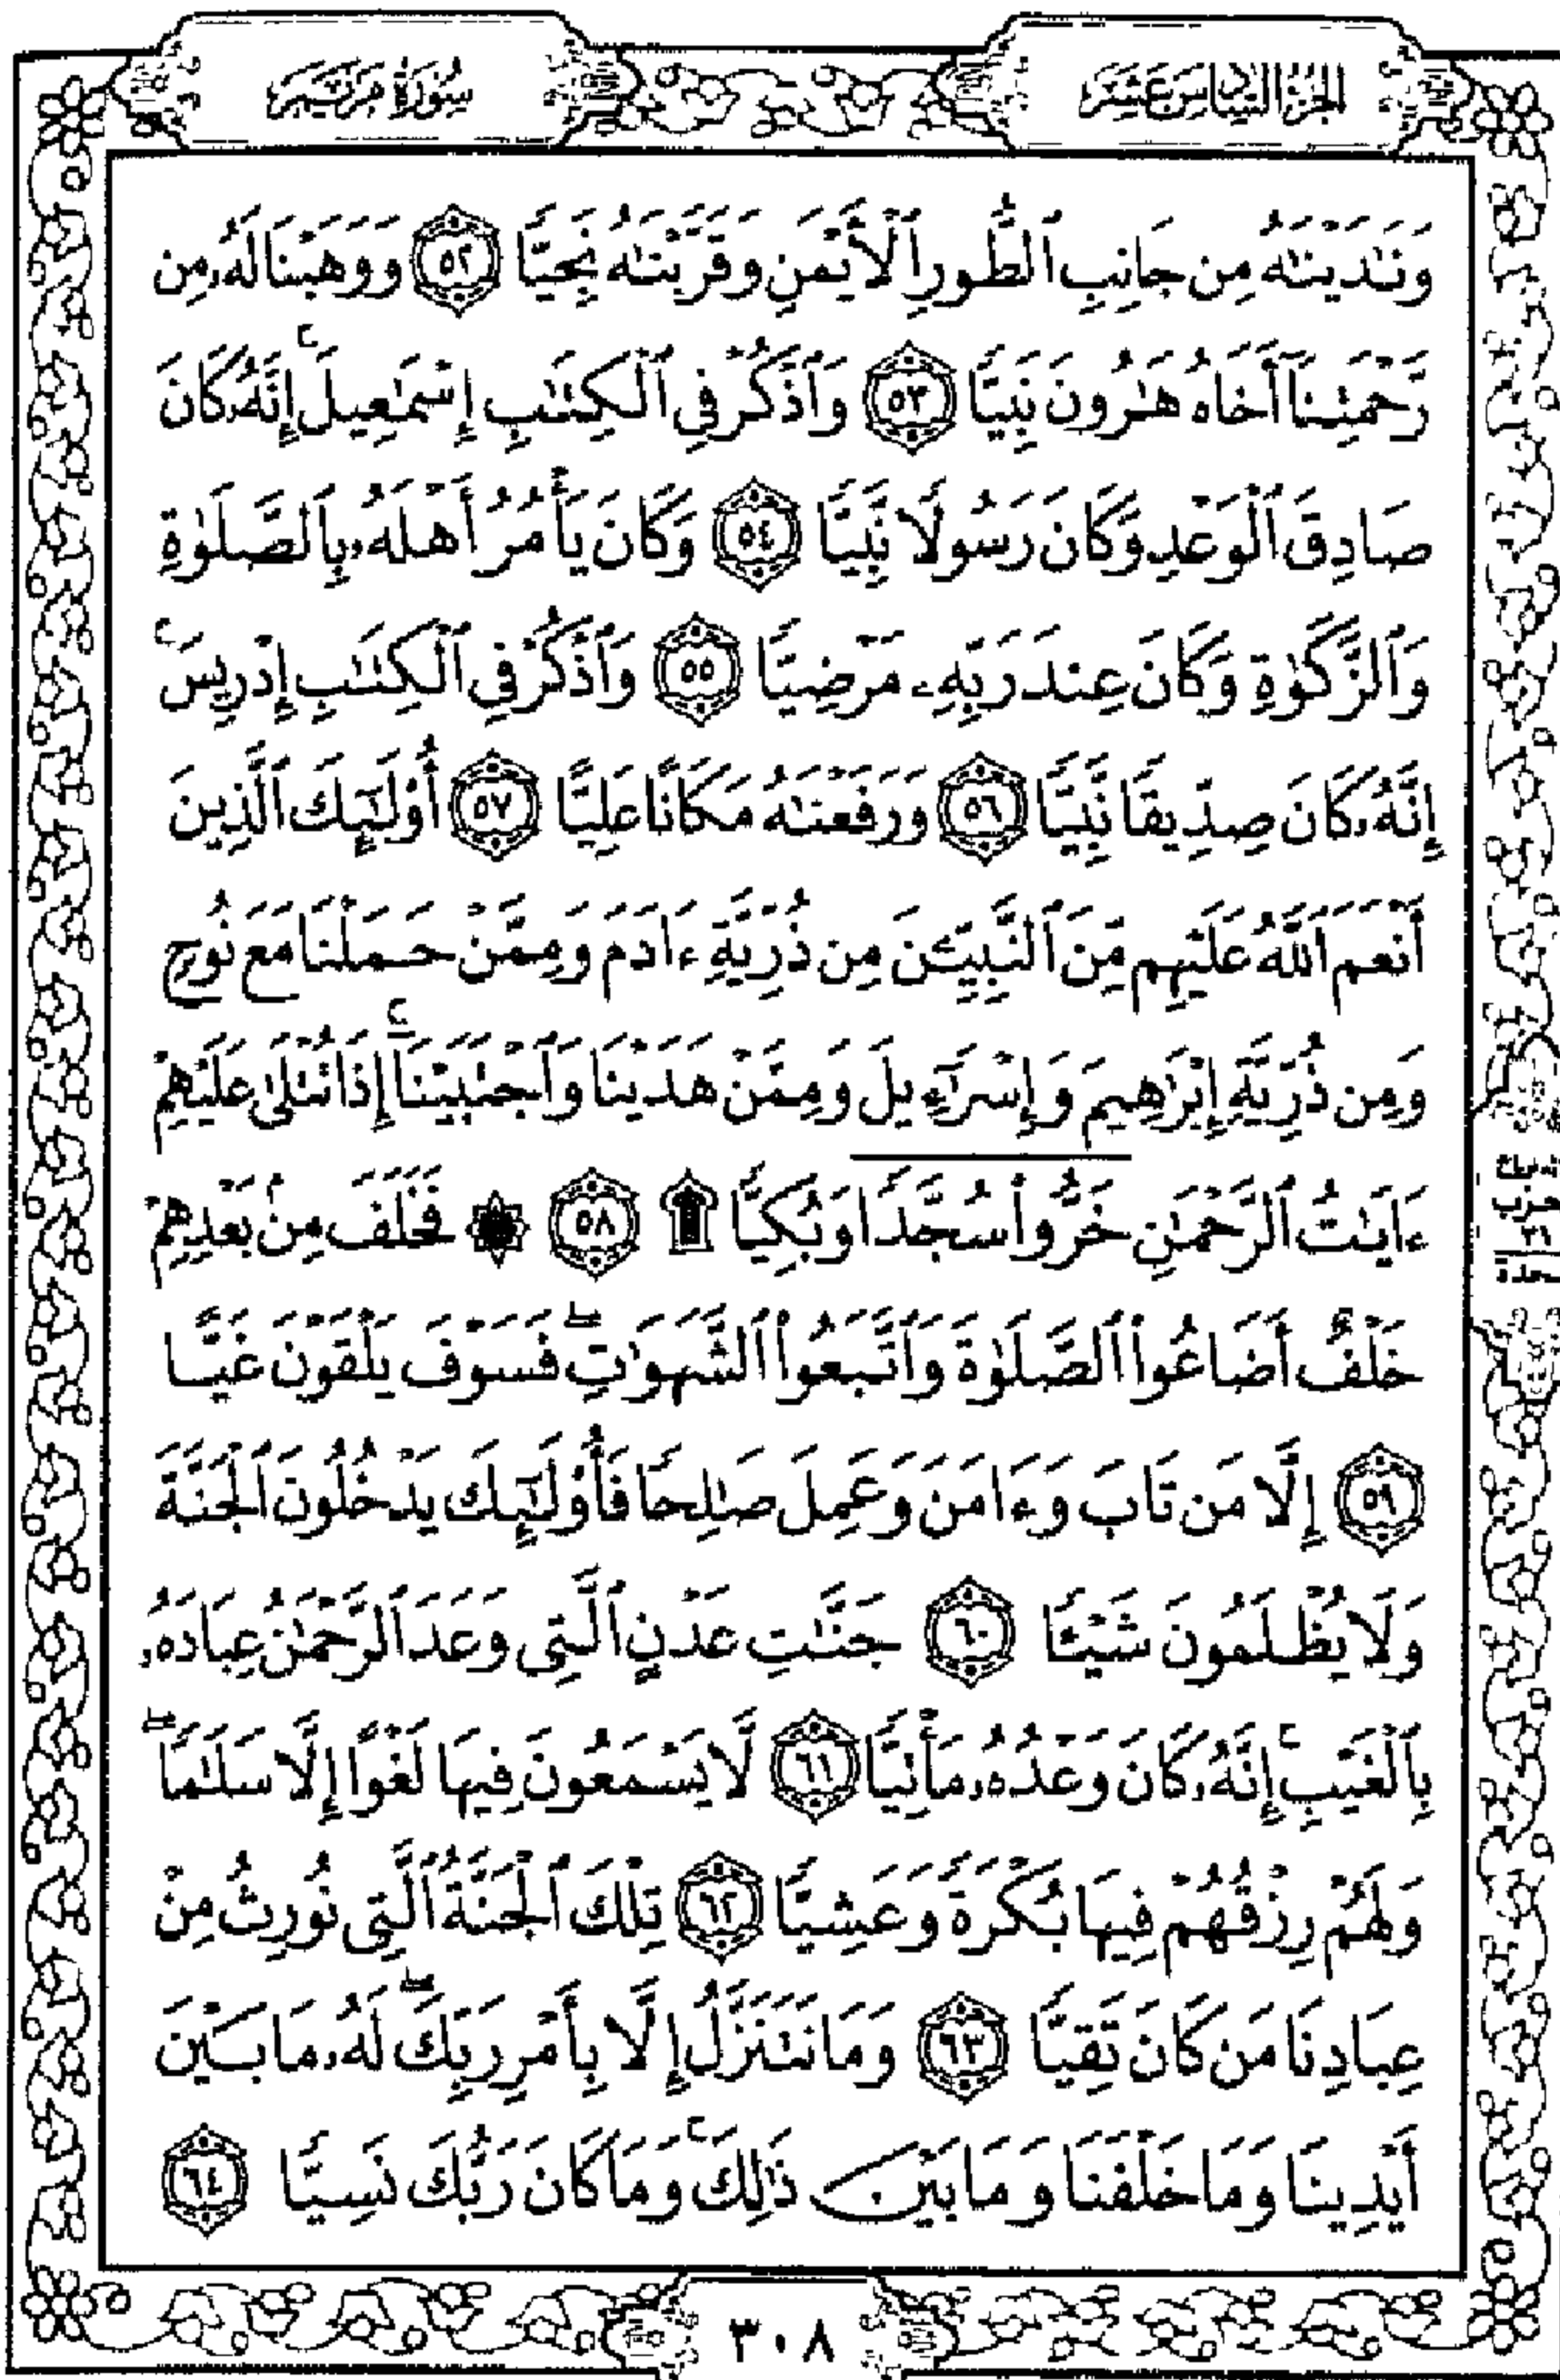 الجزء السادس عشر
سورة مريم
وَنَٰدَيْنَٰهُ مِن جَانِبِ ٱلطُّورِ ٱلْأَيْمَنِ وَقَرَّبْنَٰهُ نَجِيًّا ﴿٥٢﴾ وَوَهَبْنَا لَهُۥ مِن
رَّحْمَتِنَآ أَخَاهُ هَٰرُونَ نَبِيًّا ﴿٥٣﴾ وَٱذْكُرْ فِى ٱلْكِتَٰبِ إِسْمَٰعِيلَ ۚ إِنَّهُۥ كَانَ
صَادِقَ ٱلْوَعْدِ وَكَانَ رَسُولًا نَّبِيًّا ﴿٥٤﴾ وَكَانَ يَأْمُرُ أَهْلَهُۥ بِٱلصَّلَوٰةِ
وَٱلزَّكَوٰةِ وَكَانَ عِندَ رَبِّهِۦ مَرْضِيًّا ﴿٥٥﴾ وَٱذْكُرْ فِى ٱلْكِتَٰبِ إِدْرِيسَ ۚ
إِنَّهُۥ كَانَ صِدِّيقًا نَّبِيًّا ﴿٥٦﴾ وَرَفَعْنَٰهُ مَكَانًا عَلِيًّا ﴿٥٧﴾ أُو۟لَٰٓئِكَ ٱلَّذِينَ
أَنْعَمَ ٱللَّهُ عَلَيْهِم مِّنَ ٱلنَّبِيِّـۧنَ مِن ذُرِّيَّةِ ءَادَمَ وَمِمَّنْ حَمَلْنَا مَعَ نُوحٍ
وَمِن ذُرِّيَّةِ إِبْرَٰهِيمَ وَإِسْرَٰٓءِيلَ وَمِمَّنْ هَدَيْنَا وَٱجْتَبَيْنَآ ۚ إِذَا تُتْلَىٰ عَلَيْهِمْ
ءَايَٰتُ ٱلرَّحْمَٰنِ خَرُّوا۟ سُجَّدًا وَبُكِيًّا ۩ ﴿٥٨﴾ ۞ فَخَلَفَ مِنۢ بَعْدِهِمْ
خَلْفٌ أَضَاعُوا۟ ٱلصَّلَوٰةَ وَٱتَّبَعُوا۟ ٱلشَّهَوَٰتِ ۖ فَسَوْفَ يَلْقَوْنَ غَيًّا
﴿٥٩﴾ إِلَّا مَن تَابَ وَءَامَنَ وَعَمِلَ صَٰلِحًا فَأُو۟لَٰٓئِكَ يَدْخُلُونَ ٱلْجَنَّةَ
وَلَا يُظْلَمُونَ شَيْـًٔا ﴿٦٠﴾ جَنَّٰتِ عَدْنٍ ٱلَّتِى وَعَدَ ٱلرَّحْمَٰنُ عِبَادَهُۥ
بِٱلْغَيْبِ ۚ إِنَّهُۥ كَانَ وَعْدُهُۥ مَأْتِيًّا ﴿٦١﴾ لَّا يَسْمَعُونَ فِيهَا لَغْوًا إِلَّا سَلَٰمًا ۖ
وَلَهُمْ رِزْقُهُمْ فِيهَا بُكْرَةً وَعَشِيًّا ﴿٦٢﴾ تِلْكَ ٱلْجَنَّةُ ٱلَّتِى نُورِثُ مِنْ
عِبَادِنَا مَن كَانَ تَقِيًّا ﴿٦٣﴾ وَمَا نَتَنَزَّلُ إِلَّا بِأَمْرِ رَبِّكَ ۖ لَهُۥ مَا بَيْنَ
أَيْدِينَا وَمَا خَلْفَنَا وَمَا بَيْنَ ذَٰلِكَ ۚ وَمَا كَانَ رَبُّكَ نَسِيًّا ﴿٦٤﴾
سجدة
٣٠٨